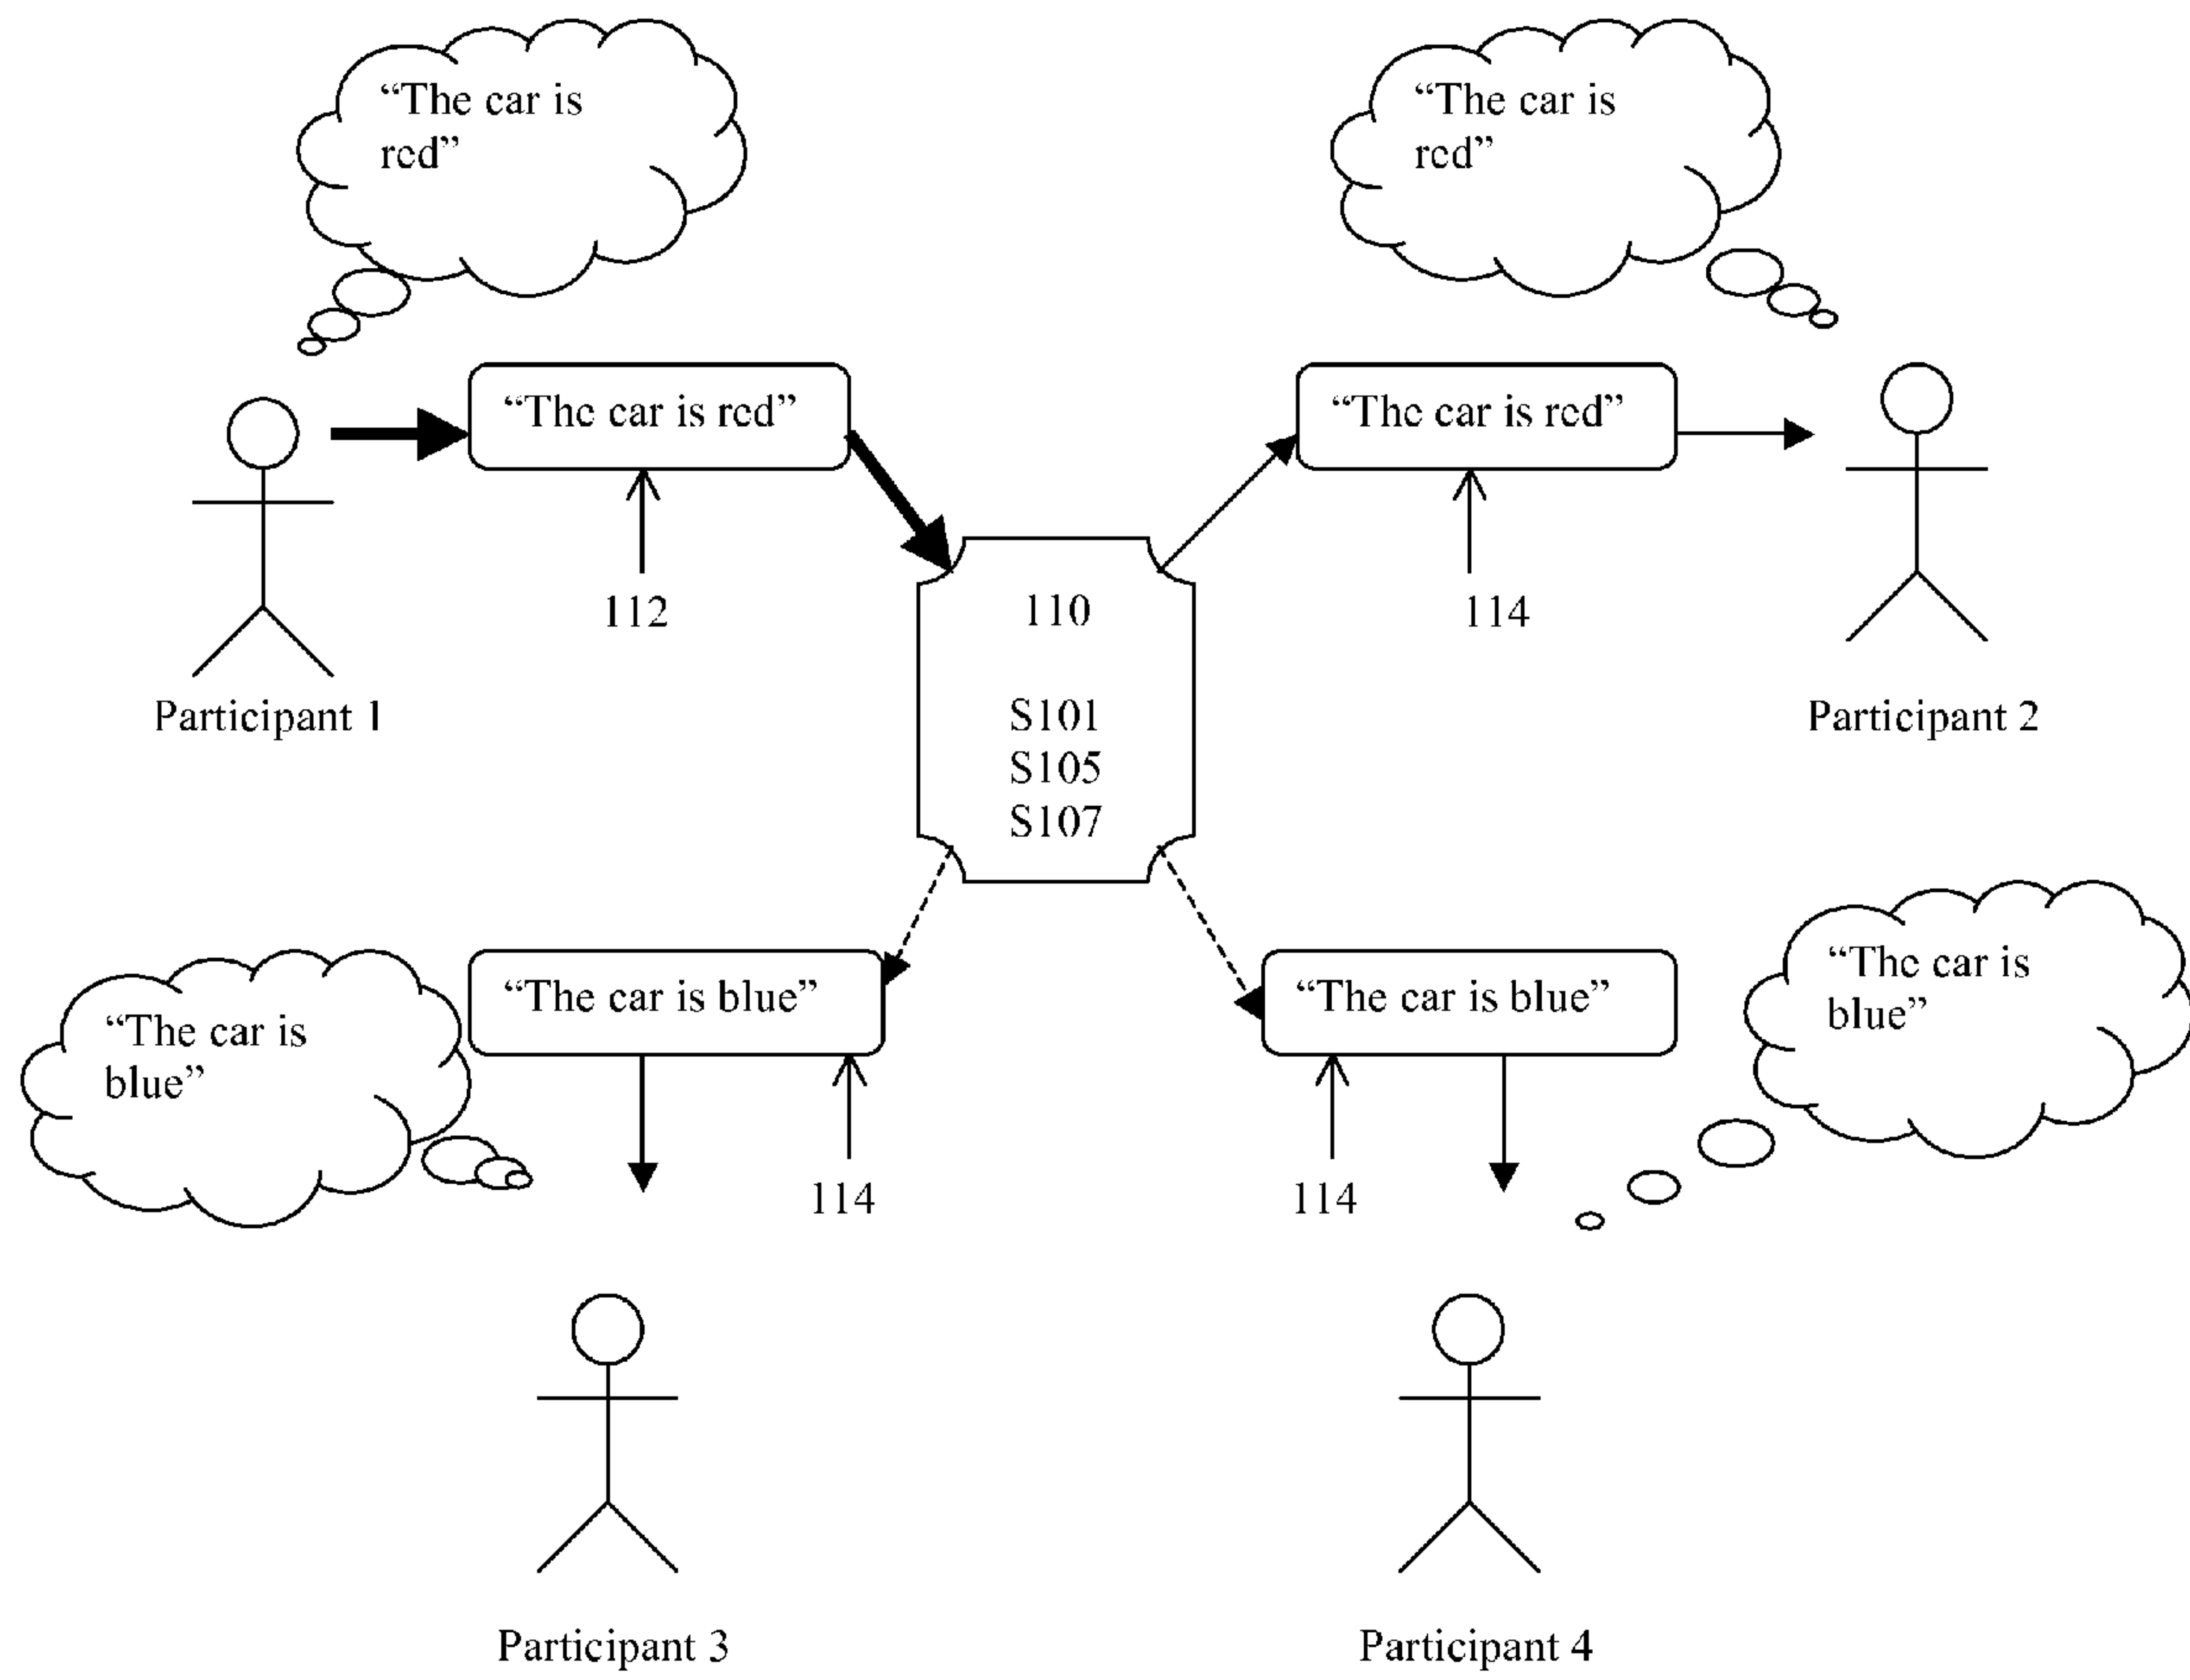 “The car is
red”
“The car is
red”
“The car is red”
“The car is red”
112
110
114
S101
S105
S107
Participant 1
Participant 2
“The car is
blue”
“The car is blue”
“The car is blue”
“The car is
blue”
114
114
Participant 3
Participant 4